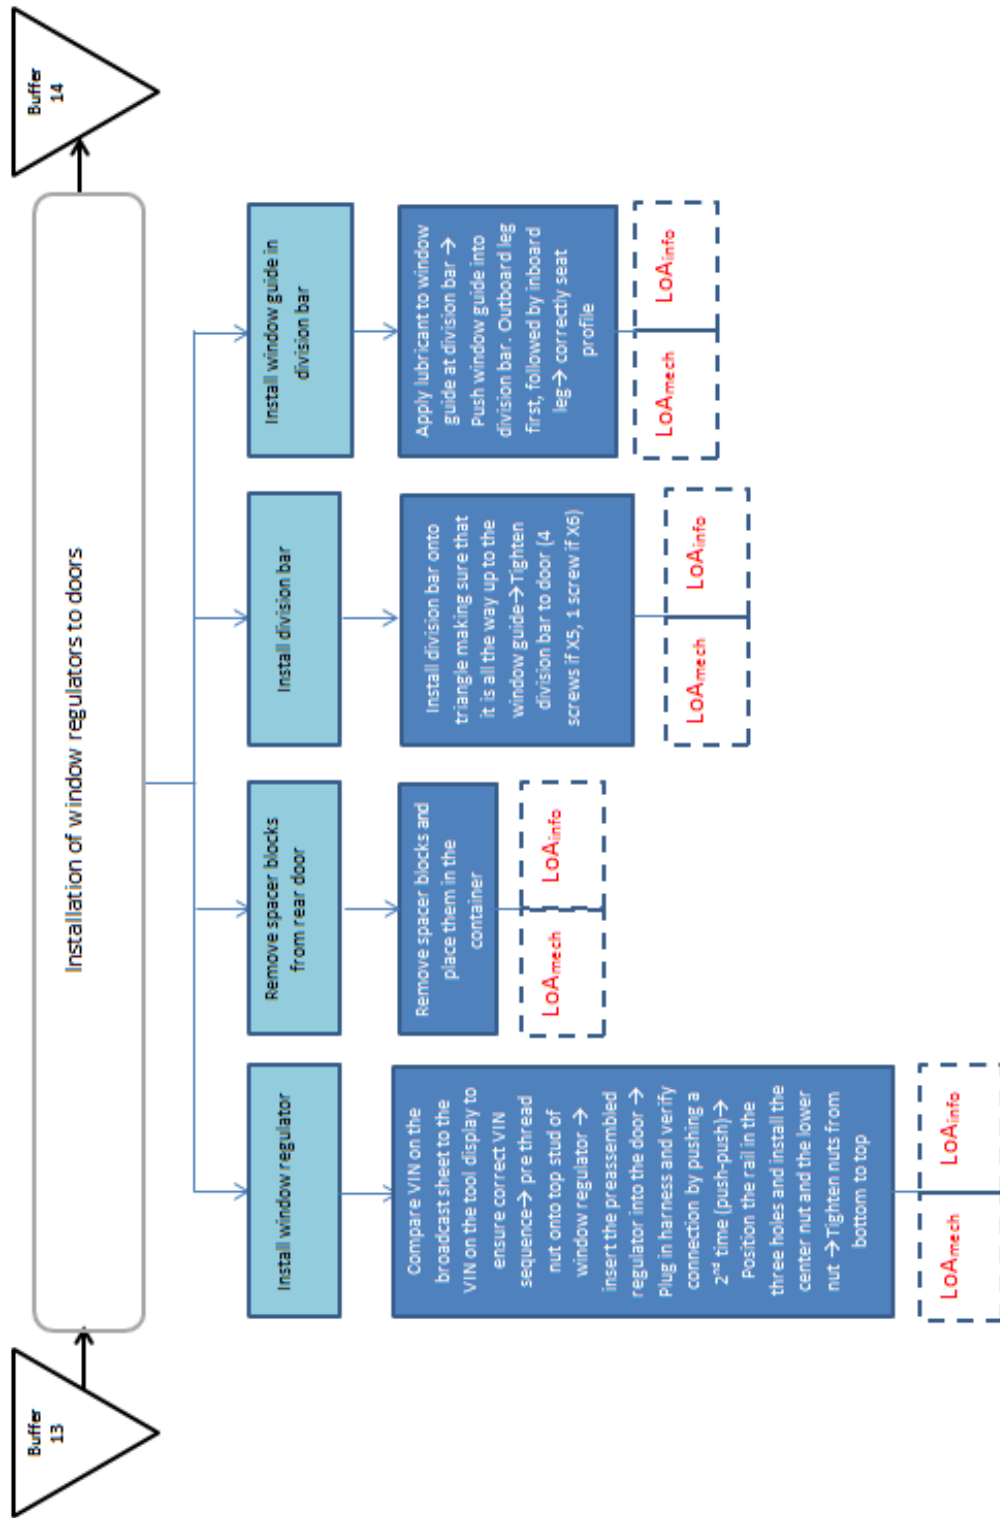 Buffer
13
Installation of window regulators to doors
Buffer
14
Install window regulator
Compare VIN on the
broadcast sheet to the
VIN on the tool display to
ensure correct VIN
sequence→ pre thread
nut onto top stud of
window regulator →
insert the preassembled
regulator into the door →
Plug in harness and verify
connection by pushing a
2nd time (push-push)→
Position the rail in the
three holes and install the
center nut and the lower
nut →Tighten nuts from
bottom to top
LoAmech
LoAinfo
Remove spacer blocks
from rear door
Remove spacer blocks and
place them in the
container
LoAmech
LoAinfo
Install division bar
Install division bar onto
triangle making sure that
it is all the way up to the
window guide→Tighten
division bar to door (4
screws if X5, 1 screw if X6)
LoAmech
LoAinfo
Install window guide in
division bar
Apply lubricant to window
guide at division bar →
Push window guide into
division bar. Outboard leg
first, followed by inboard
leg→ correctly seat
profile
LoAmech
LoAinfo